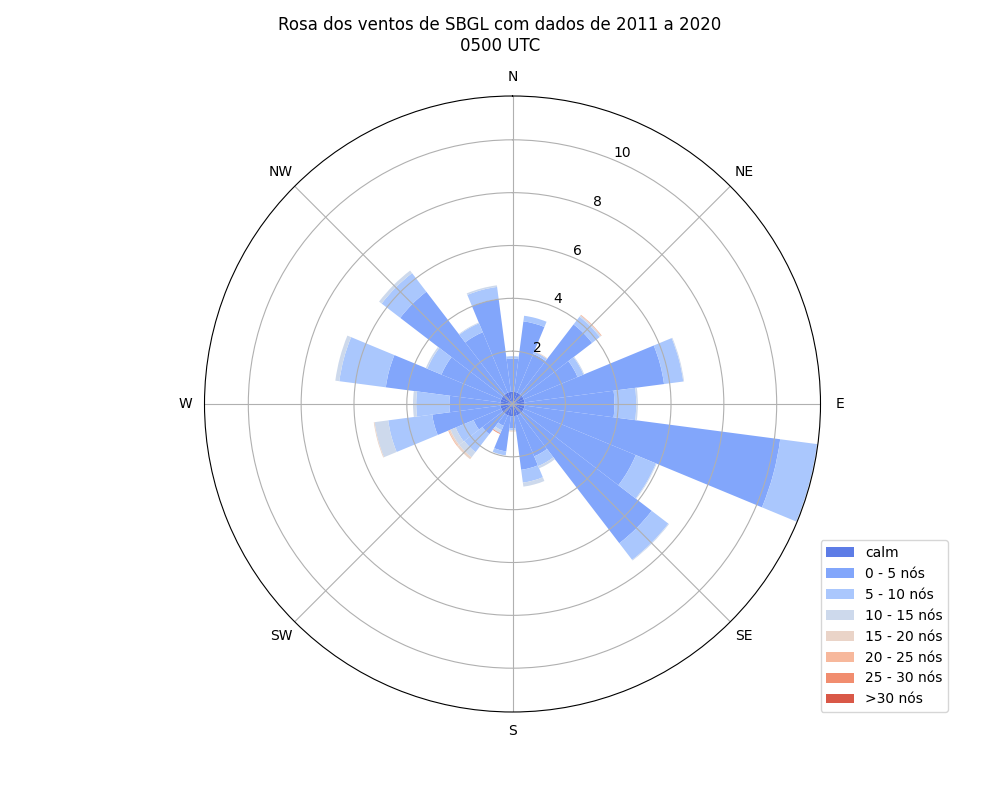 Rosa dos ventos de SBGL com dados de 2011 a 2020
0500 UTC
N
NW
NE
10
8
6
4
2
W
E
SW
SE
S
calm
0 - 5 nós
5 - 10 nós
10 - 15 nós
15 - 20 nós
20 - 25 nós
25 - 30 nós
>30 nós